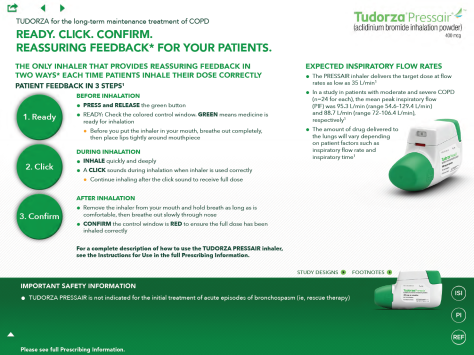 TUDORZA for the long-term maintenance treatment of COPD
READY. CLICK. CONFIRM.
REASSURING FEEDBACK* FOR YOUR PATIENTS.
Tudorza® Pressair®
(aclidinium bromide inhalation powder)
400 mcg
THE ONLY INHALER THAT PROVIDES REASSURING FEEDBACK IN
TWO WAYS* EACH TIME PATIENTS INHALE THEIR DOSE CORRECTLY
PATIENT FEEDBACK IN 3 STEPS¹
1. Ready
BEFORE INHALATION
PRESS and RELEASE the green button
READY: Check the colored control window. GREEN means medicine is
ready for inhalation
Before you put the inhaler in your mouth, breathe out completely,
then place lips tightly around mouthpiece
2. Click
DURING INHALATION
INHALE quickly and deeply
A CLICK sounds during inhalation when inhaler is used correctly
Continue inhaling after the click sound to receive full dose
3. Confirm
AFTER INHALATION
Remove the inhaler from your mouth and hold breath as long as is
comfortable, then breathe out slowly through nose
CONFIRM the control window is RED to ensure the full dose has been
inhaled correctly
For a complete description of how to use the TUDORZA PRESSAIR inhaler,
see the Instructions for Use in the full Prescribing Information.
EXPECTED INSPIRATORY FLOW RATES
The PRESSAIR inhaler delivers the target dose at flow
rates as low as 35 L/min²
In a study in patients with moderate and severe COPD
(n=24 for each), the mean peak inspiratory flow
(PIF) was 95.3 L/min (range 54.6-129.4 L/min)
and 88.7 L/min (range 72-106.4 L/min),
respectively³
The amount of drug delivered to
the lungs will vary depending
on patient factors such as
inspiratory flow rate and
inspiratory time¹
STUDY DESIGNS
FOOTNOTES
IMPORTANT SAFETY INFORMATION
TUDORZA PRESSAIR is not indicated for the initial treatment of acute episodes of bronchospasm (ie, rescue therapy)
ISI
PI
REF
Please see full Prescribing Information.